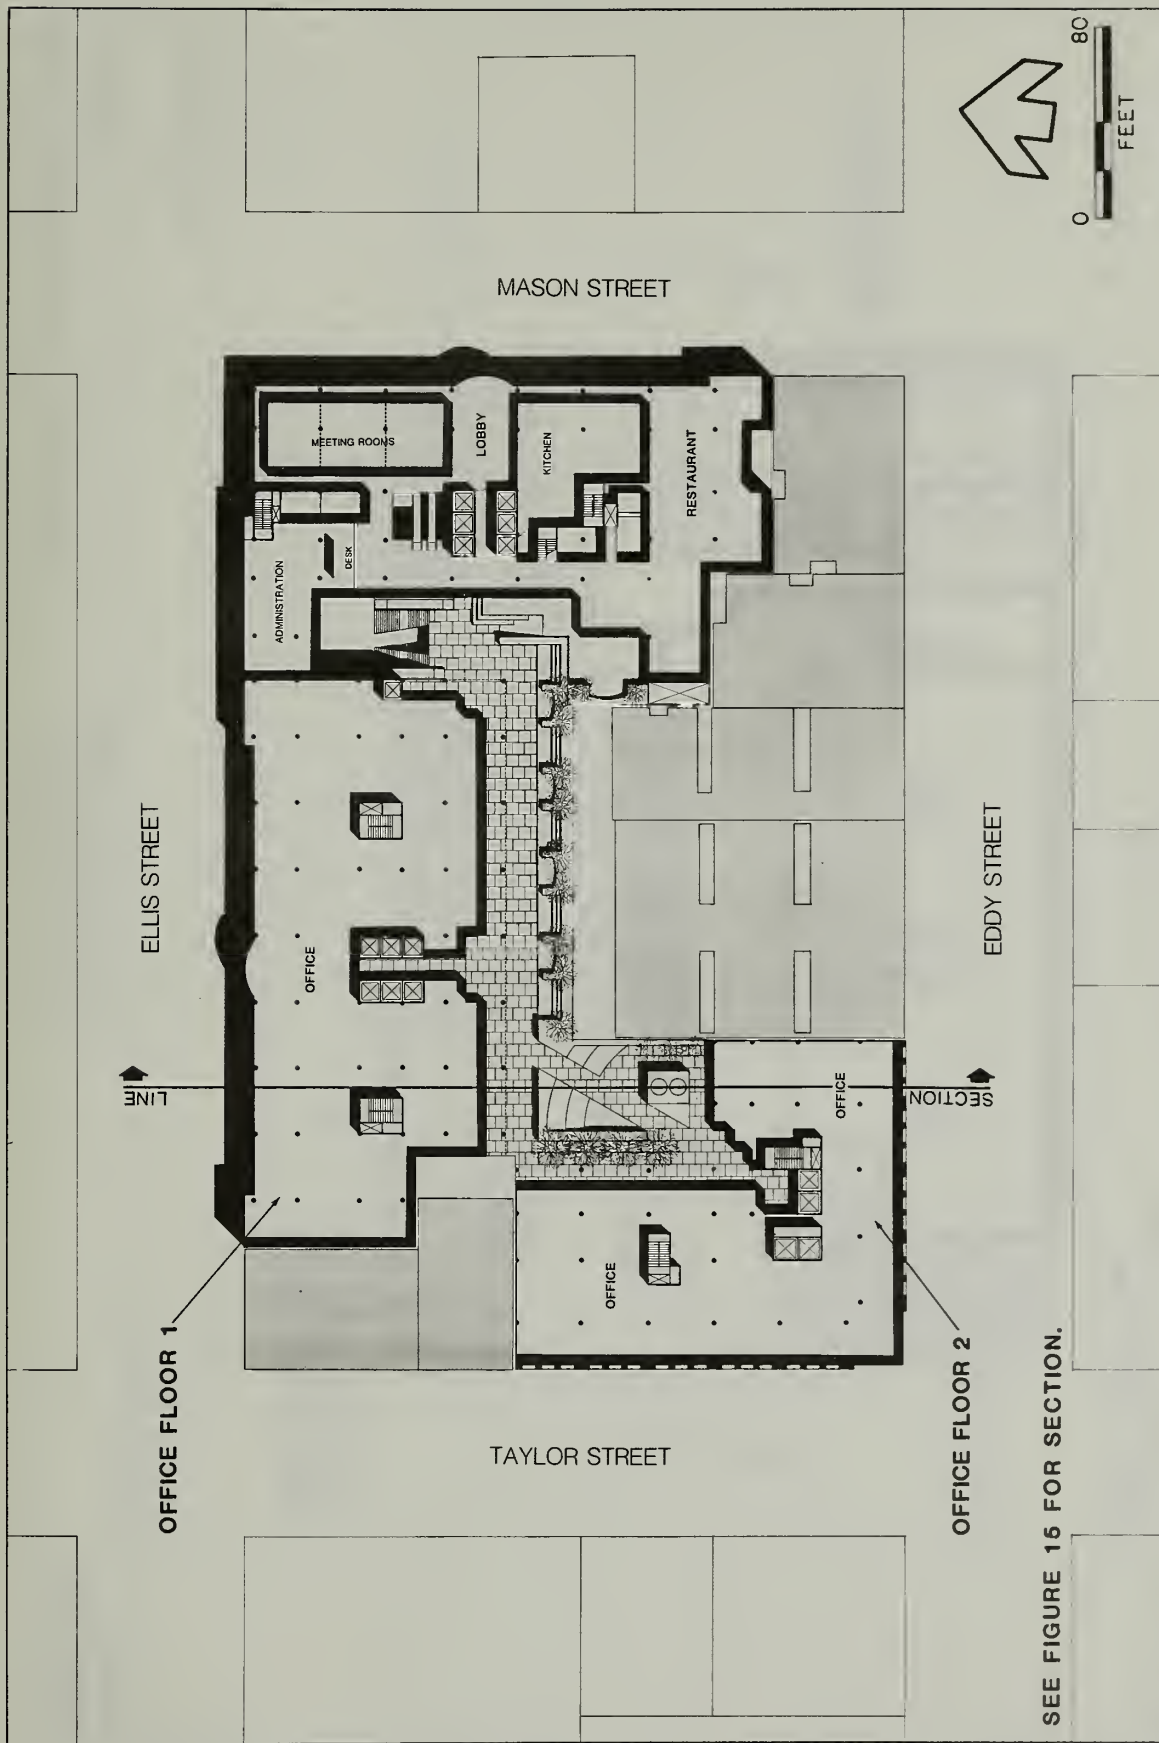 MASON STREET
ELLIS STREET
EDDY STREET
TAYLOR STREET
MEETING ROOMS
LOBBY
KITCHEN
RESTAURANT
ADMINISTRATION
DESK
OFFICE
OFFICE
OFFICE
LINE
SECTION
OFFICE FLOOR 1
OFFICE FLOOR 2
0 80
FEET
SEE FIGURE 15 FOR SECTION.